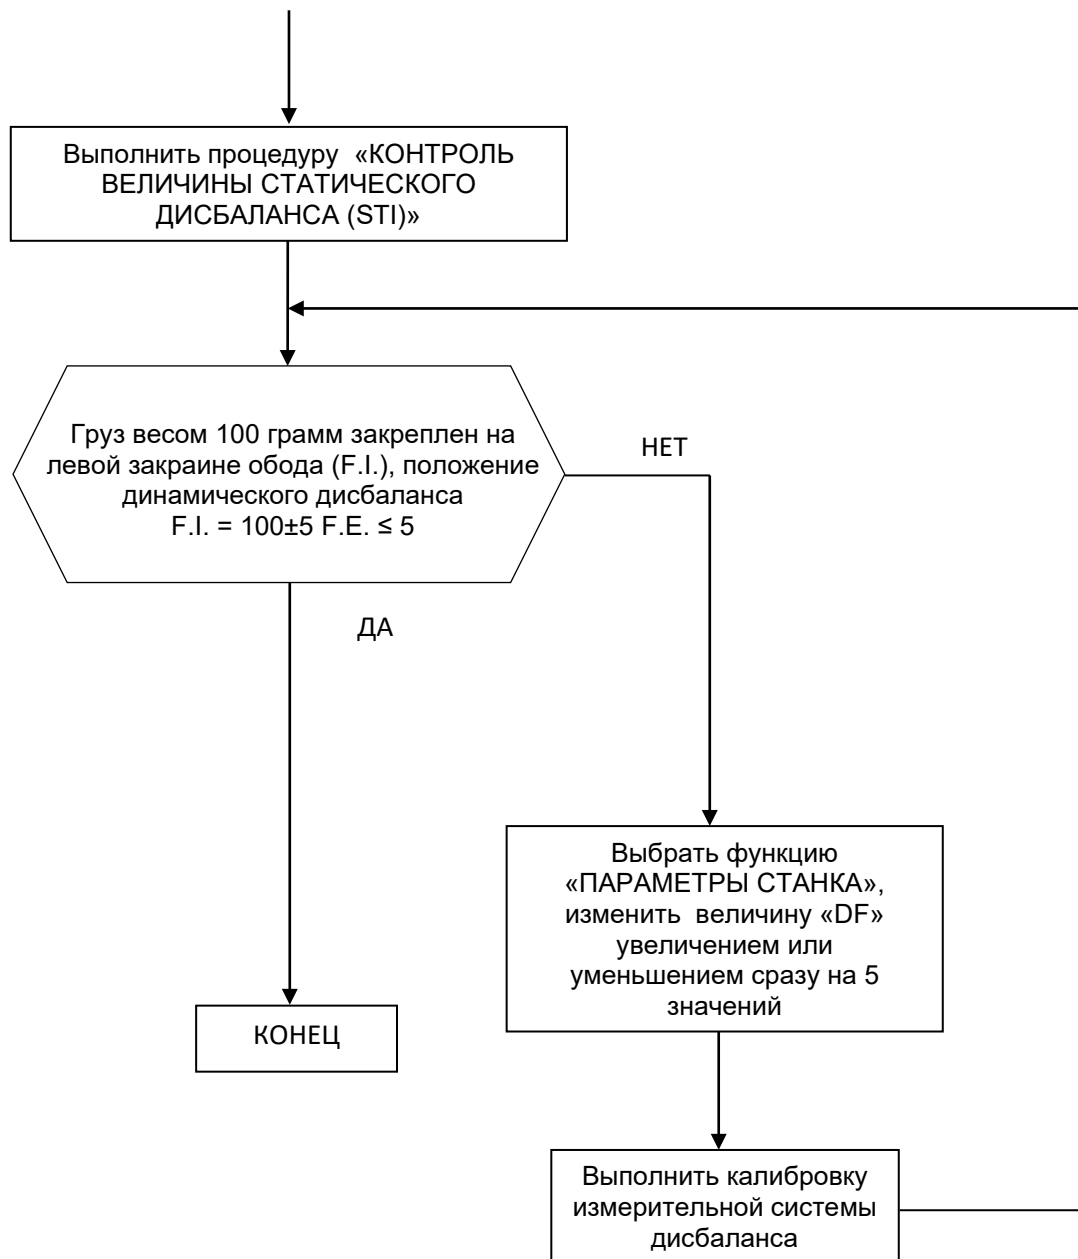 Выполнить процедуру «КОНТРОЛЬ
ВЕЛИЧИНЫ СТАТИЧЕСКОГО
ДИСБАЛАНСА (STI)»
Груз весом 100 грамм закреплен на
левой закраине обода (F.I.), положение
динамического дисбаланса
F.I. = 100±5 F.E. ≤ 5
НЕТ
ДА
Выбрать функцию
«ПАРАМЕТРЫ СТАНКА»,
изменить величину «DF»
увеличением или
уменьшением сразу на 5
значений
КОНЕЦ
Выполнить калибровку
измерительной системы
дисбаланса